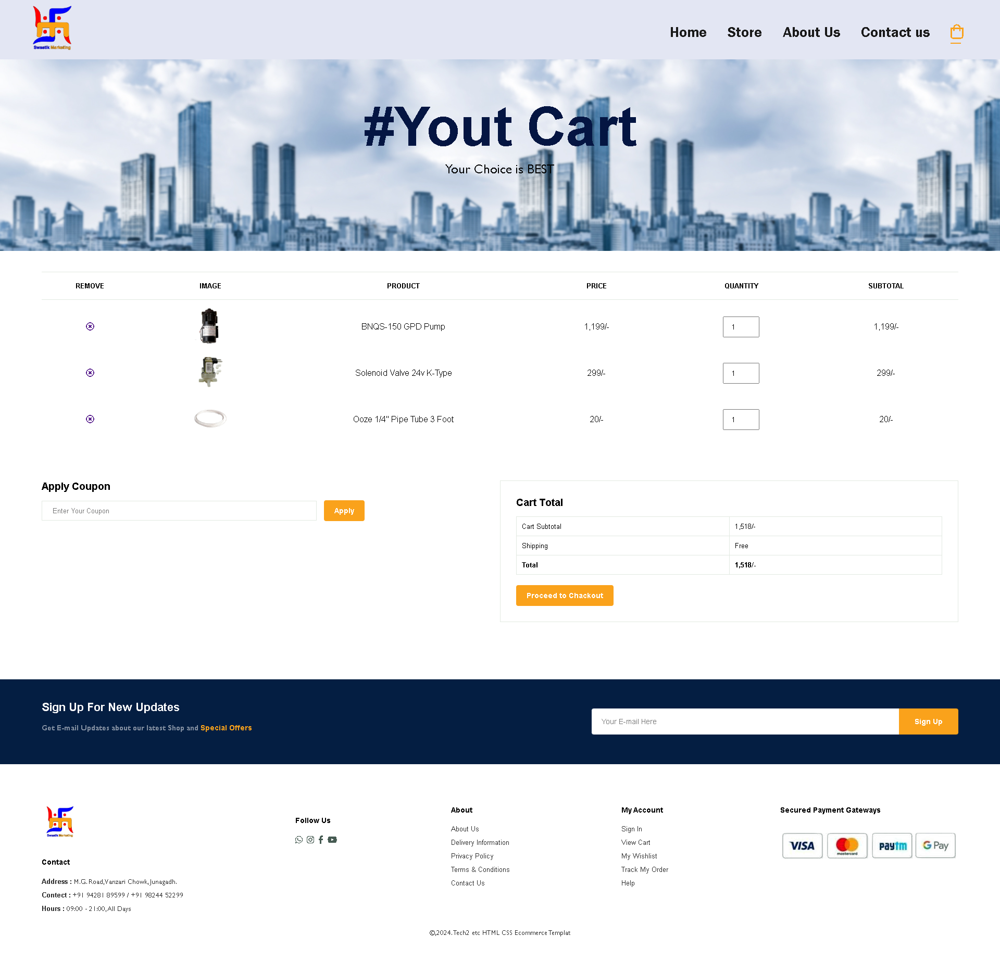 Swastik Marketing
Home Store About Us Contact us
#Yout Cart
Your Choice is BEST
REMOVE IMAGE PRODUCT PRICE QUANTITY SUBTOTAL
BNQS-150 GPD Pump 1,199/- 1 1,199/-
Solenoid Valve 24v K-Type 299/- 1 299/-
Ooze 1/4" Pipe Tube 3 Foot 20/- 1 20/-
Apply Coupon
Enter Your Coupon Apply
Cart Total
Cart Subtotal 1,518/-
Shipping Free
Total 1,518/-
Proceed to Chackout
Sign Up For New Updates
Get E-mail Updates about our latest Shop and Special Offers
Your E-mail Here Sign Up
Swastik Marketing
Contact
Address : M.G. Road,Vanzari Chowk,Junagadh.
Contect : +91 94281 89599 / +91 98244 52299
Hours : 09:00 - 21:00,All Days
Follow Us
About
About Us
Delivery Information
Privacy Policy
Terms & Conditions
Contact Us
My Account
Sign In
View Cart
My Wishlist
Track My Order
Help
Secured Payment Gateways
VISA mastercard paytm G Pay
©,2024. Tech2 etc HTML CSS Ecommerce Templat